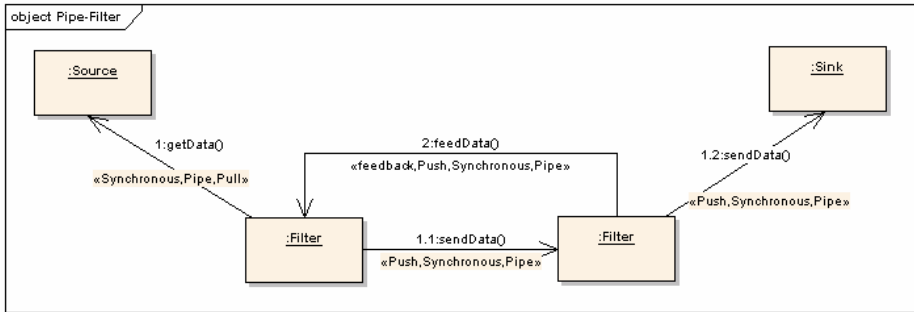 object Pipe-Filter
:Source
:Sink
1:getData()
«Synchronous,Pipe,Pull»
2:feedData()
«feedback,Push,Synchronous,Pipe»
1.2:sendData()
«Push,Synchronous,Pipe»
:Filter
1.1:sendData()
«Push,Synchronous,Pipe»
:Filter